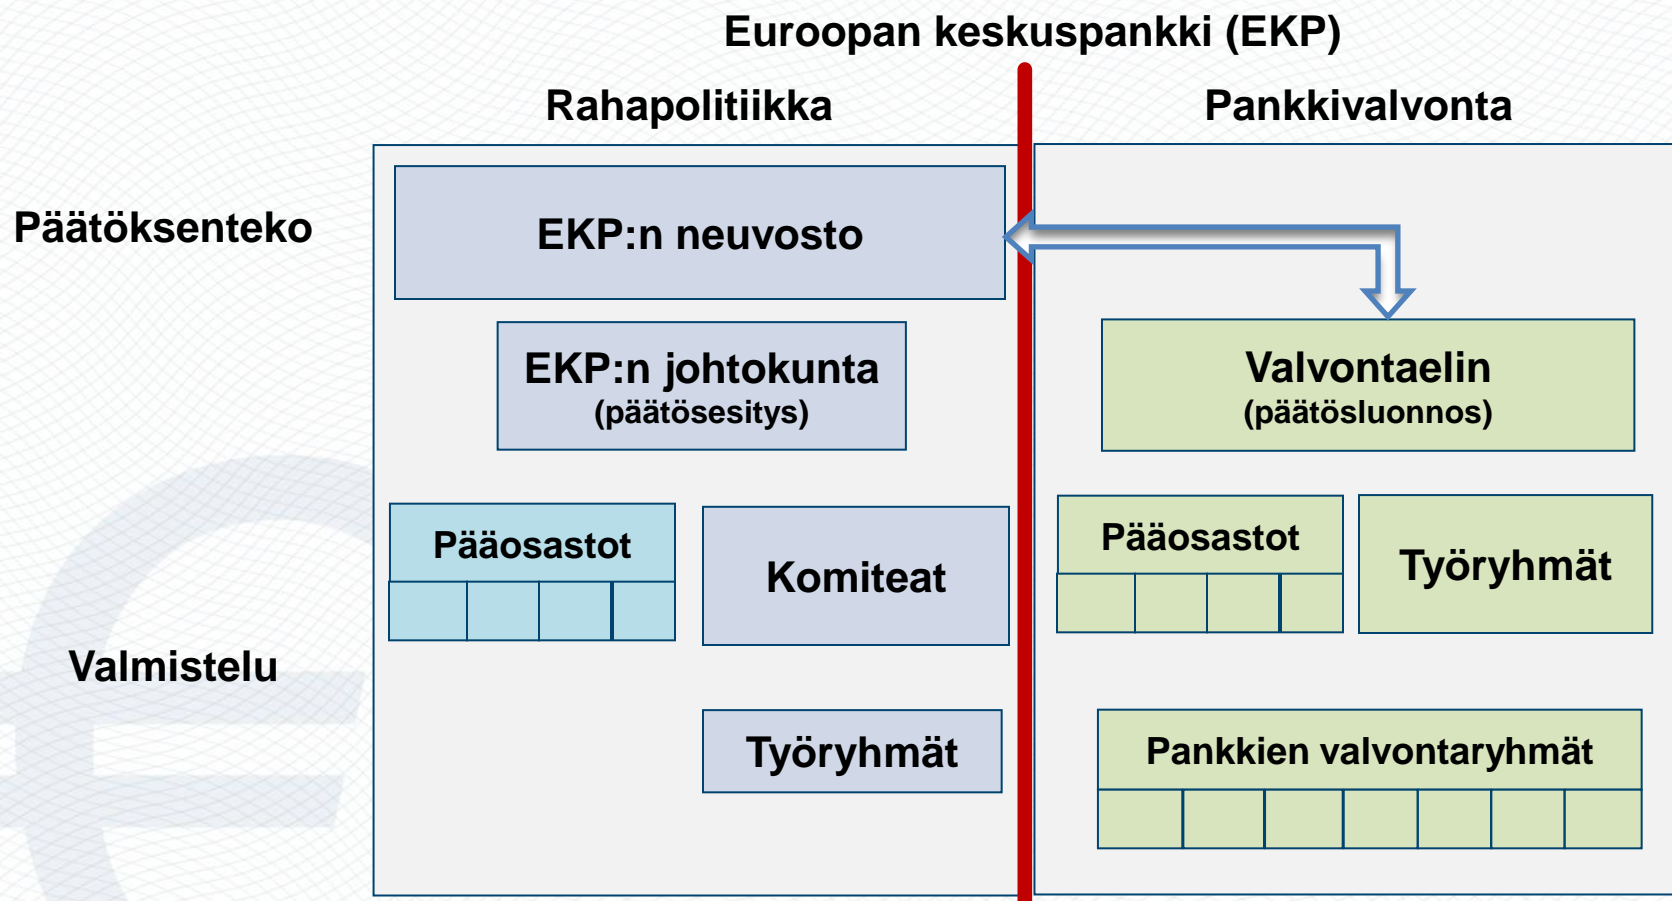 Euroopan keskuspankki (EKP)
Rahapolitiikka
Pankkivalvonta
Päätöksenteko
EKP:n neuvosto
EKP:n johtokunta
(päätösesitys)
Valvontaelin
(päätösluonnos)
Valmistelu
Pääosastot
Komiteat
Pääosastot
Työryhmät
Työryhmät
Pankkien valvontaryhmät